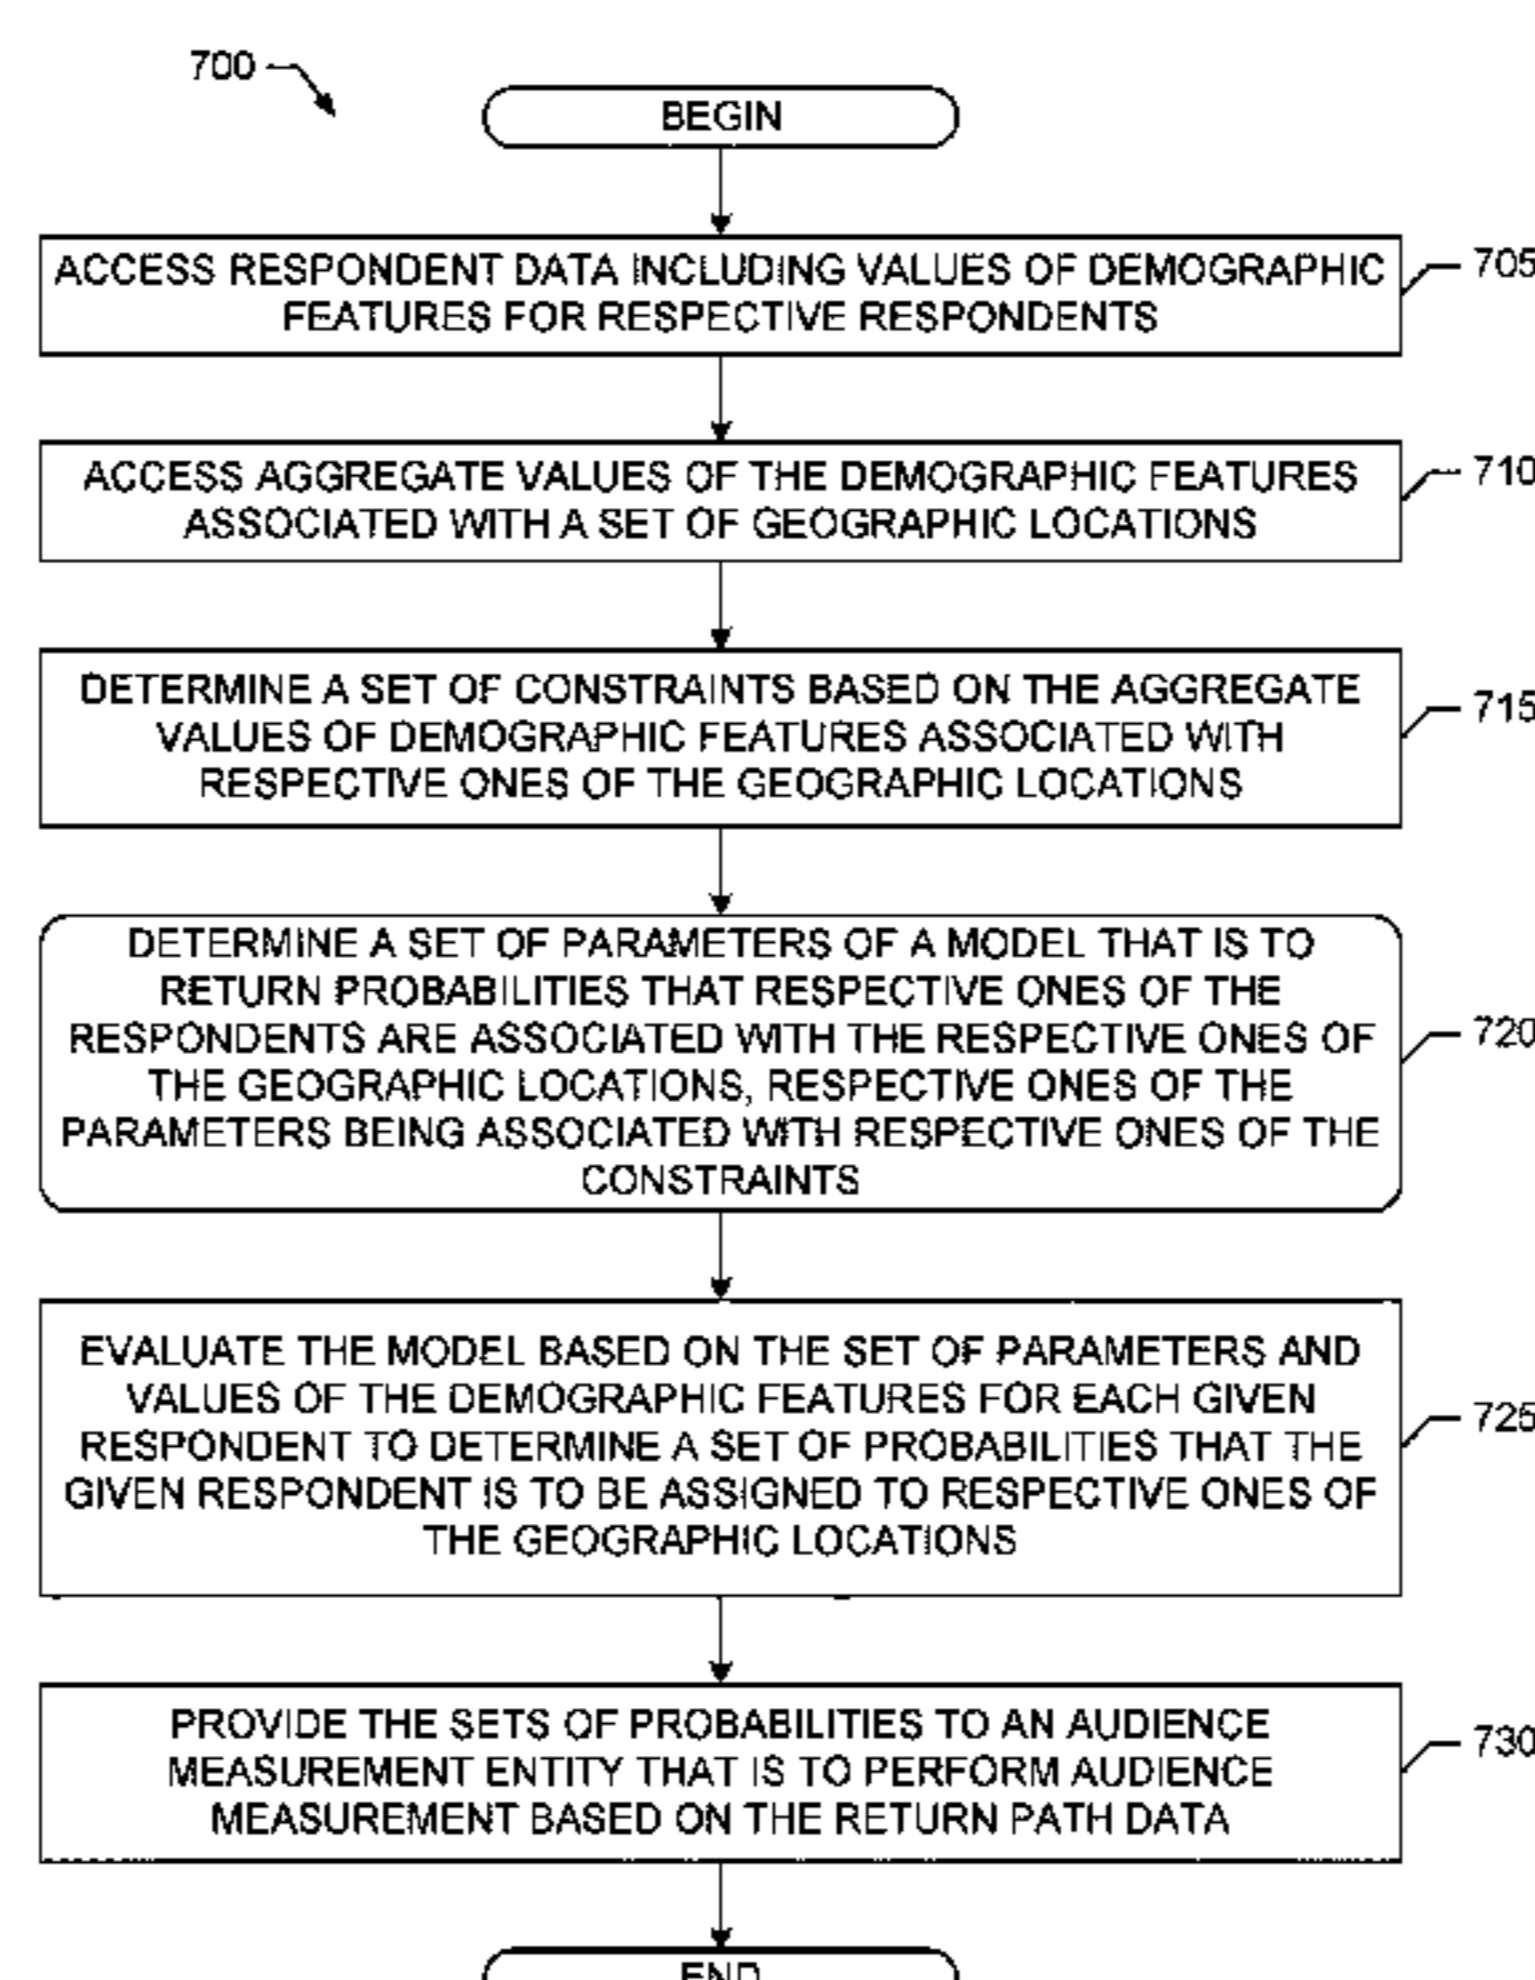 700
BEGIN
ACCESS RESPONDENT DATA INCLUDING VALUES OF DEMOGRAPHIC
FEATURES FOR RESPECTIVE RESPONDENTS
705
ACCESS AGGREGATE VALUES OF THE DEMOGRAPHIC FEATURES
ASSOCIATED WITH A SET OF GEOGRAPHIC LOCATIONS
710
DETERMINE A SET OF CONSTRAINTS BASED ON THE AGGREGATE
VALUES OF DEMOGRAPHIC FEATURES ASSOCIATED WITH
RESPECTIVE ONES OF THE GEOGRAPHIC LOCATIONS
715
DETERMINE A SET OF PARAMETERS OF A MODEL THAT IS TO
RETURN PROBABILITIES THAT RESPECTIVE ONES OF THE
RESPONDENTS ARE ASSOCIATED WITH THE RESPECTIVE ONES OF
THE GEOGRAPHIC LOCATIONS, RESPECTIVE ONES OF THE
PARAMETERS BEING ASSOCIATED WITH RESPECTIVE ONES OF THE
CONSTRAINTS
720
EVALUATE THE MODEL BASED ON THE SET OF PARAMETERS AND
VALUES OF THE DEMOGRAPHIC FEATURES FOR EACH GIVEN
RESPONDENT TO DETERMINE A SET OF PROBABILITIES THAT THE
GIVEN RESPONDENT IS TO BE ASSIGNED TO RESPECTIVE ONES OF
THE GEOGRAPHIC LOCATIONS
725
PROVIDE THE SETS OF PROBABILITIES TO AN AUDIENCE
MEASUREMENT ENTITY THAT IS TO PERFORM AUDIENCE
MEASUREMENT BASED ON THE RETURN PATH DATA
730
END